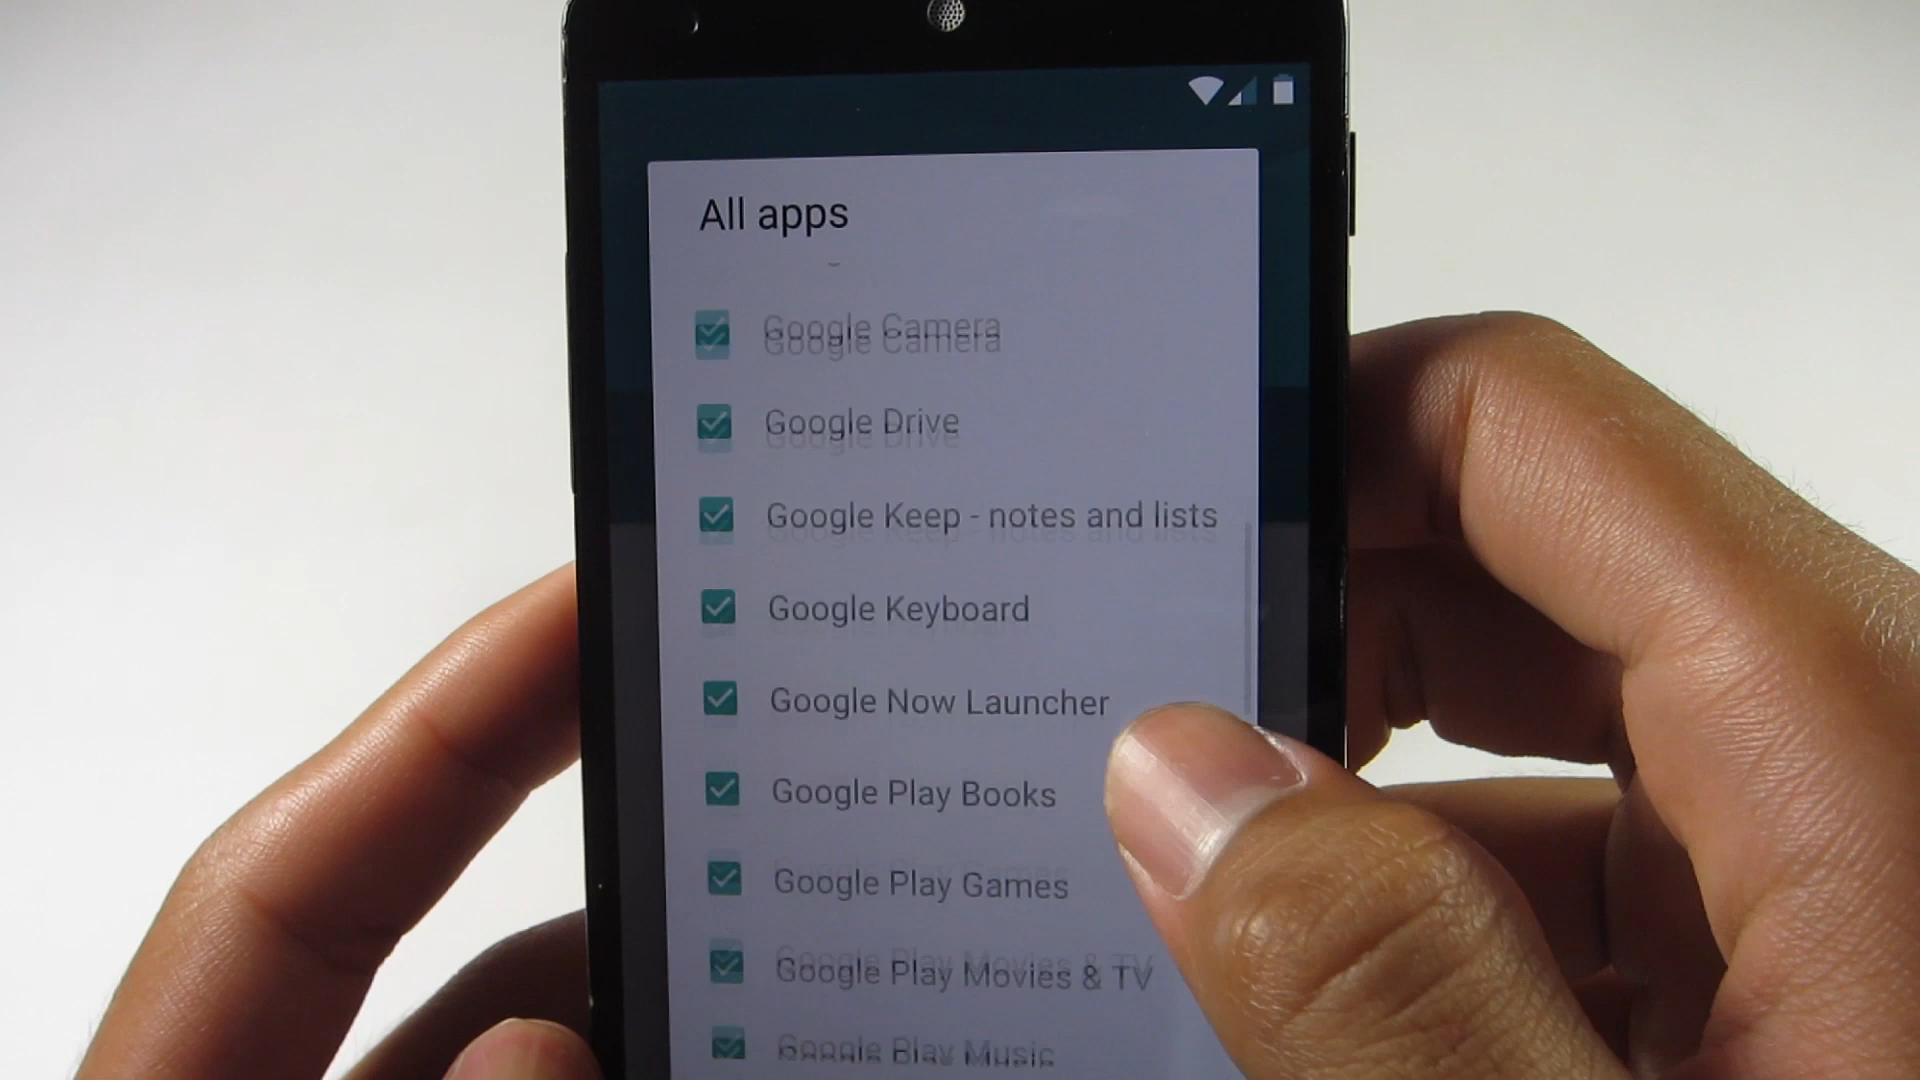 All apps
Google Camera
Google Drive
Google Keep - notes and lists
Google Keyboard
Google Now Launcher
Google Play Books
Google Play Games
Google Play Movies & TV
Google Play Music